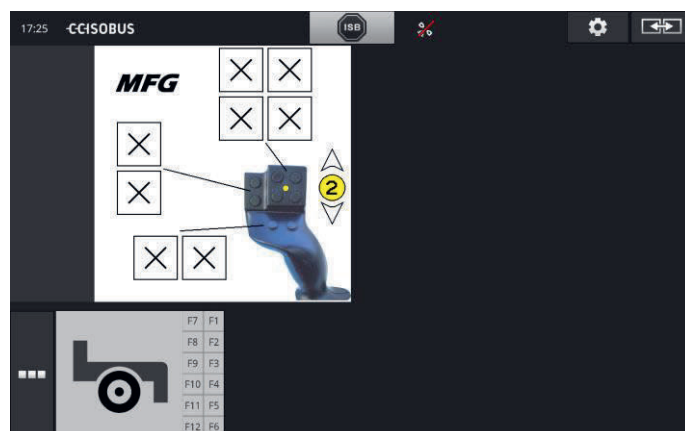 17:25 CCISOBUS ISB
MFG
2
F7 F1
F8 F2
F9 F3
F10 F4
F11 F5
F12 F6